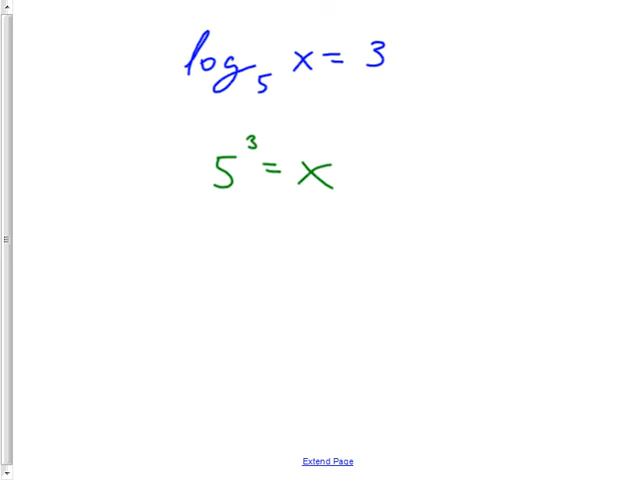 log₅ x = 3
5³ = x
Extend Page